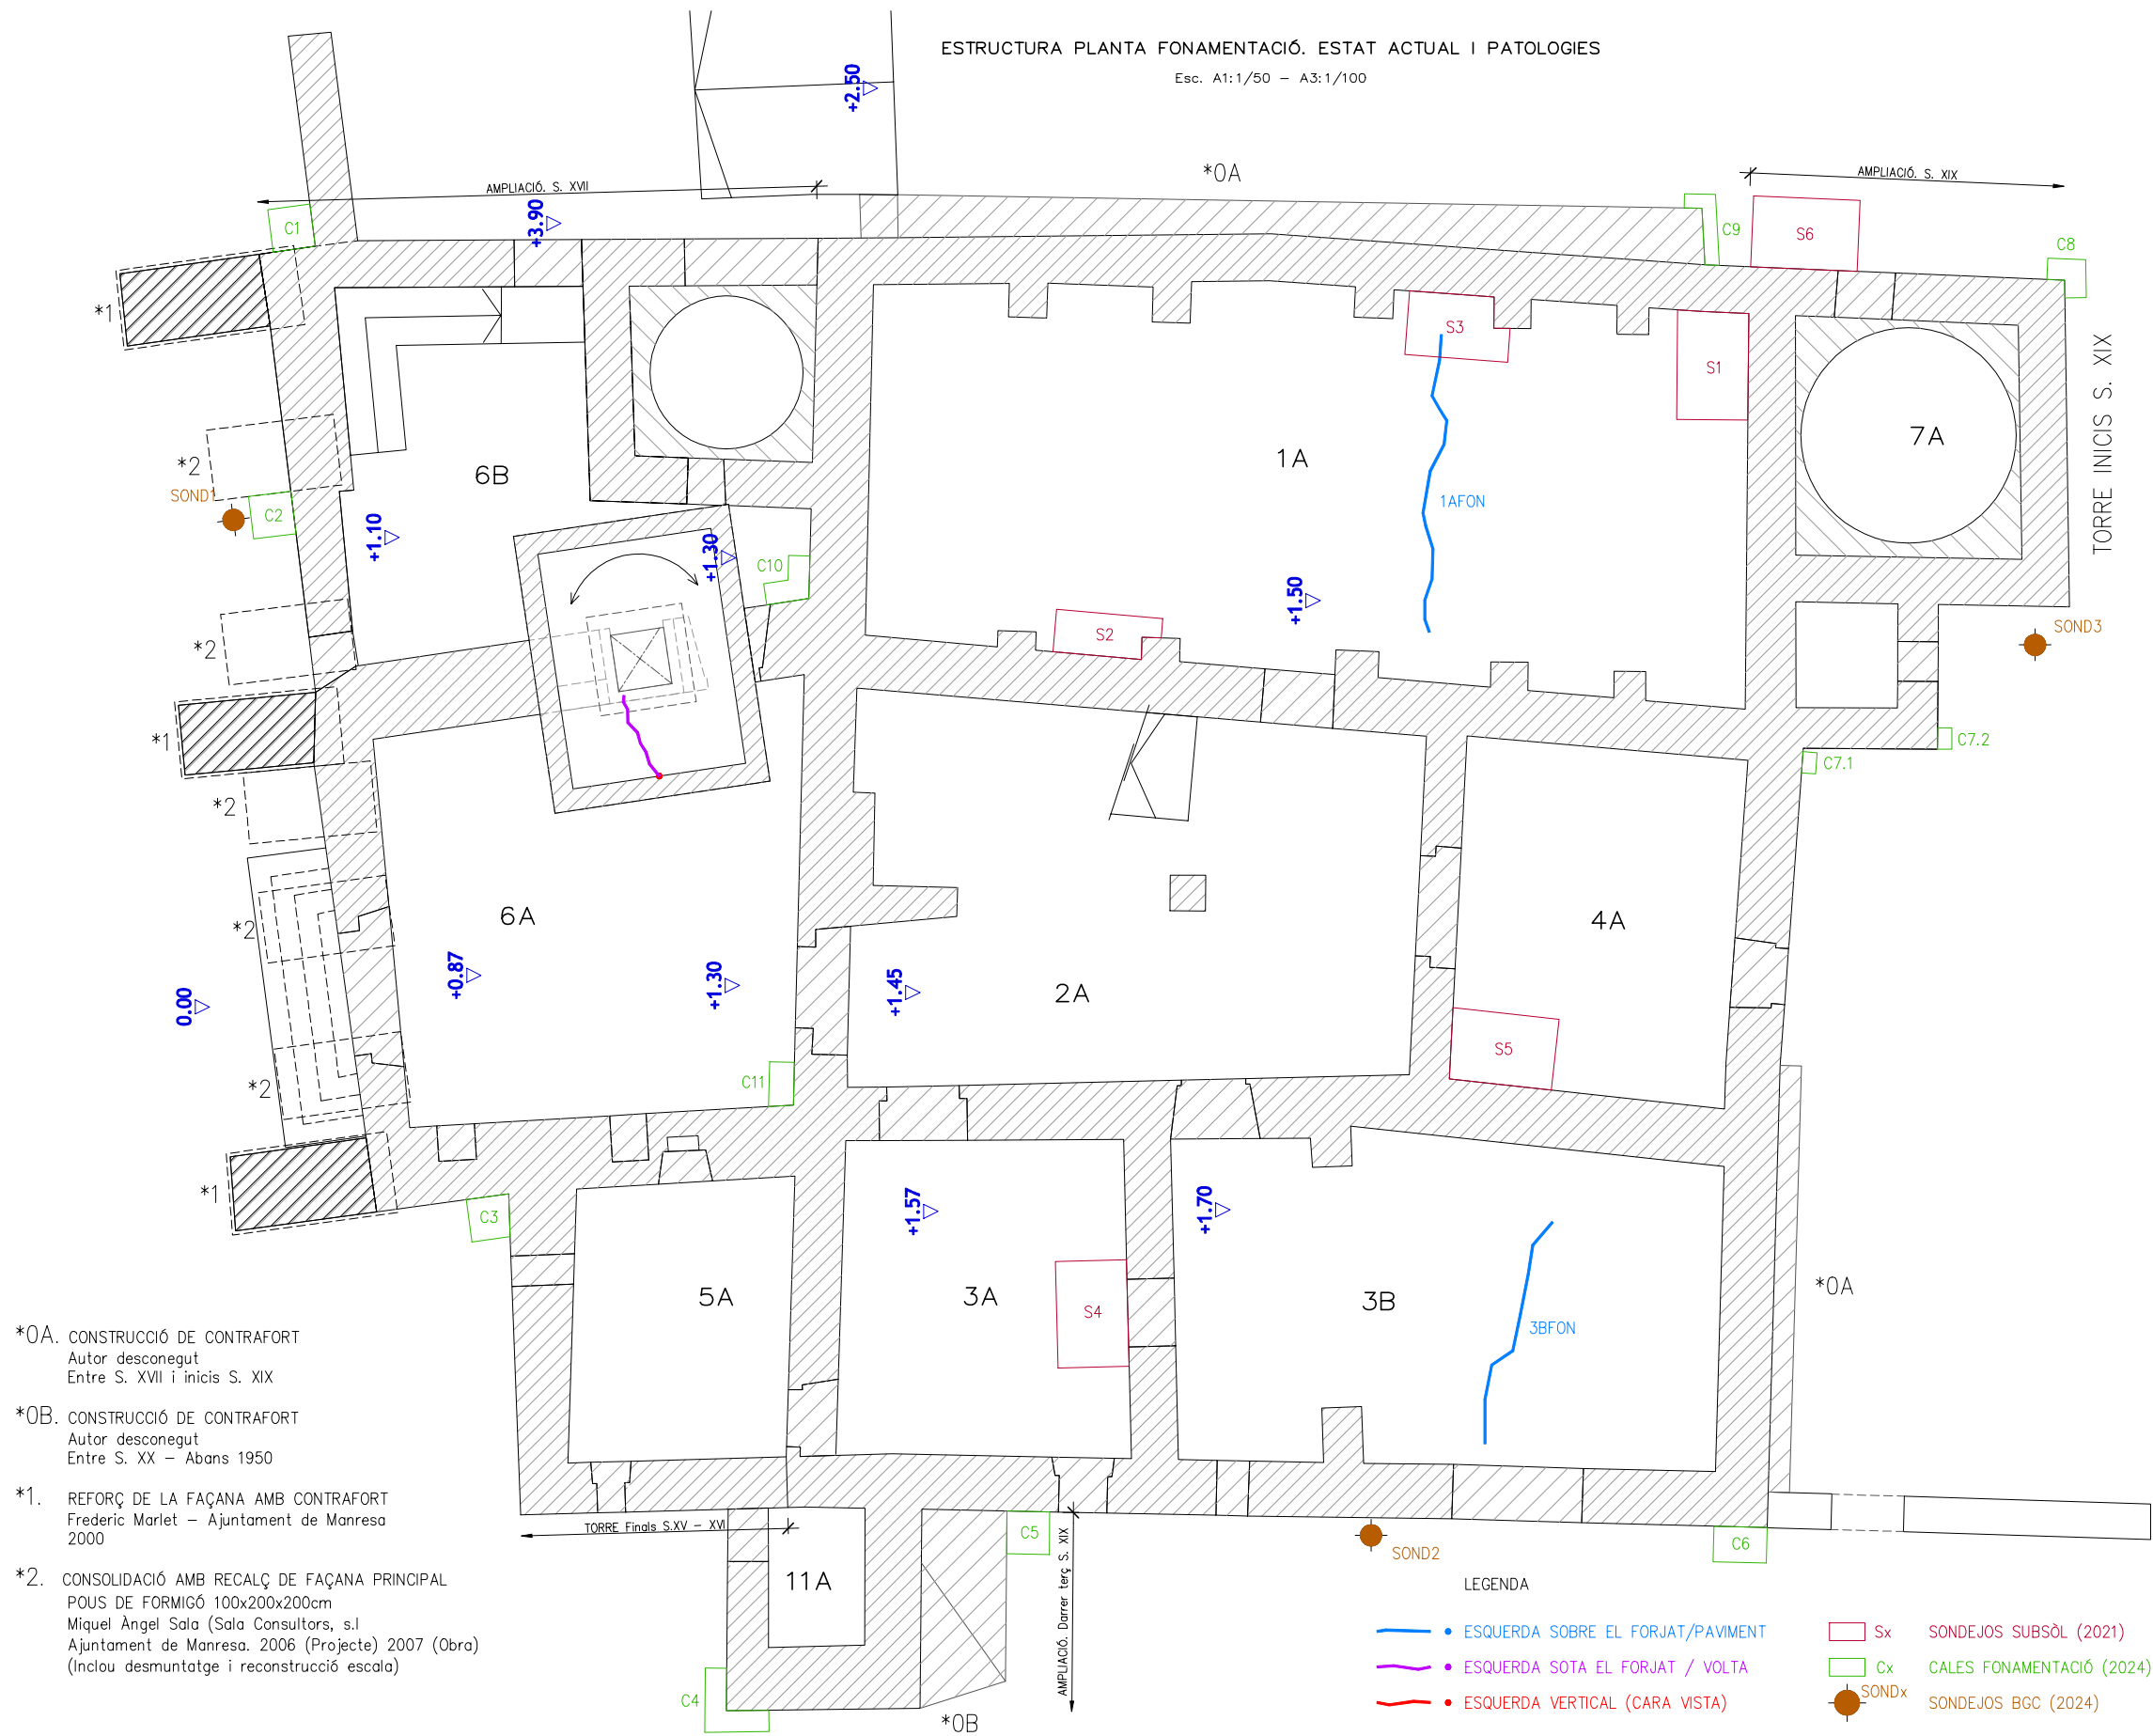 ESTRUCTURA PLANTA FONAMENTACIÓ. ESTAT ACTUAL I PATOLOGIES
Esc. A1:1/50 – A3:1/100
+2.50
*0A
AMPLIACIÓ. S. XVII
AMPLIACIÓ. S. XIX
+3.90
C1
C9
S6
C8
*1
S3
S1
TORRE INICIS S. XIX
7A
1A
6B
*2
SOND1
C2
1AFON
+1.10
+1.30
C10
+1.50
S2
*2
SOND3
*1
C7.2
C7.1
*2
6A
4A
*2
+0.87
+1.30
+1.45
2A
0.00
S5
C11
*2
*1
C3
+1.57
+1.70
5A
3A
3B
S4
*0A
3BFON
*0A. CONSTRUCCIÓ DE CONTRAFORT
Autor desconegut
Entre S. XVII i inicis S. XIX
*0B. CONSTRUCCIÓ DE CONTRAFORT
Autor desconegut
Entre S. XX – Abans 1950
*1. REFORÇ DE LA FAÇANA AMB CONTRAFORT
Frederic Marlet – Ajuntament de Manresa
2000
*2. CONSOLIDACIÓ AMB RECALÇ DE FAÇANA PRINCIPAL
POUS DE FORMIGÓ 100x200x200cm
Miquel Àngel Sala (Sala Consultors, s.l
Ajuntament de Manresa. 2006 (Projecte) 2007 (Obra)
(Inclou desmuntatge i reconstrucció escala)
TORRE Finals S.XV – XVI
C5
SOND2
C6
11A
AMPLIACIÓ. Darrer terç S. XIX
C4
*0B
LEGENDA
ESQUERDA SOBRE EL FORJAT/PAVIMENT
ESQUERDA SOTA EL FORJAT / VOLTA
ESQUERDA VERTICAL (CARA VISTA)
Sx SONDEJOS SUBSÒL (2021)
Cx CALES FONAMENTACIÓ (2024)
SONDx SONDEJOS BGC (2024)